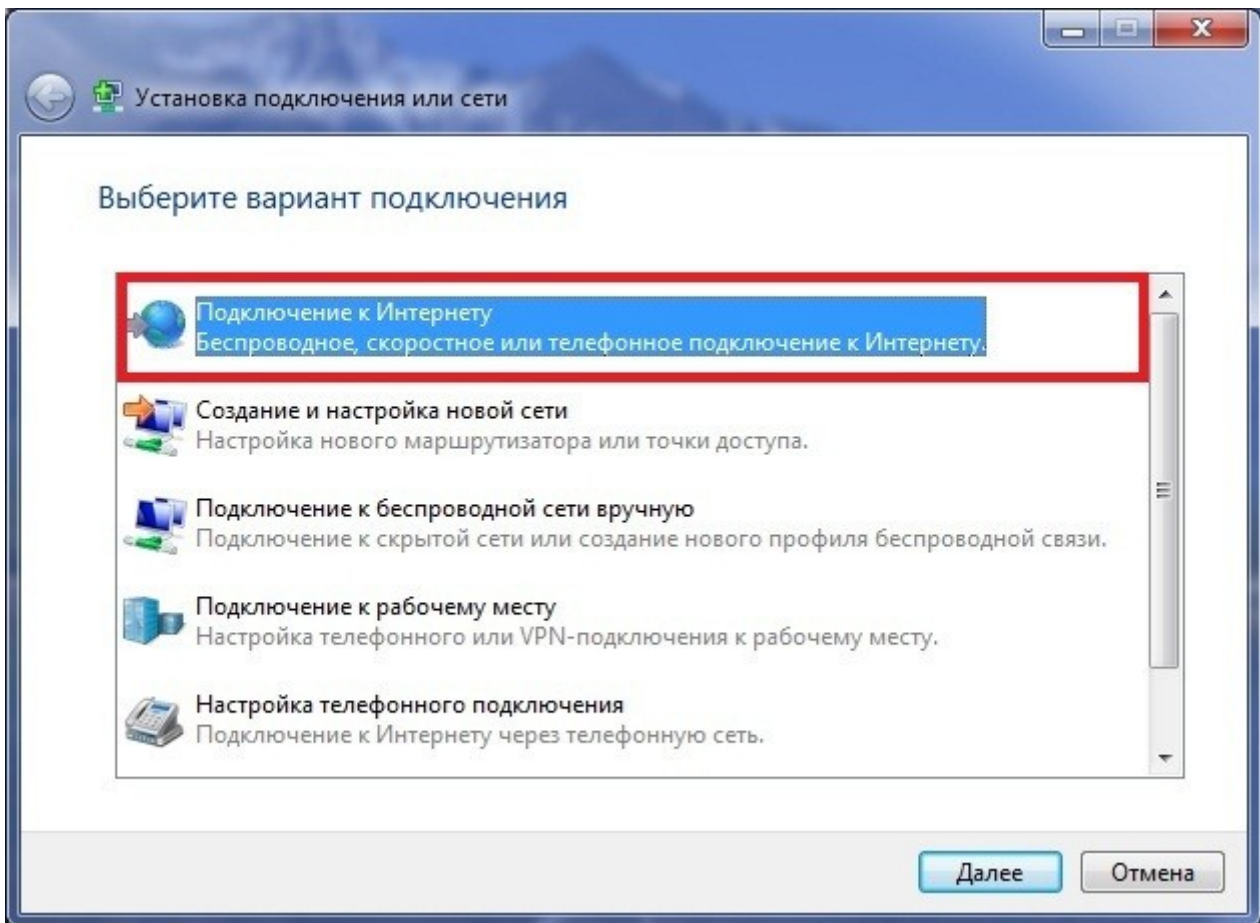 Установка подключения или сети
Выберите вариант подключения
Подключение к Интернету
Беспроводное, скоростное или телефонное подключение к Интернету.
Создание и настройка новой сети
Настройка нового маршрутизатора или точки доступа.
Подключение к беспроводной сети вручную
Подключение к скрытой сети или создание нового профиля беспроводной связи.
Подключение к рабочему месту
Настройка телефонного или VPN-подключения к рабочему месту.
Настройка телефонного подключения
Подключение к Интернету через телефонную сеть.
Далее
Отмена